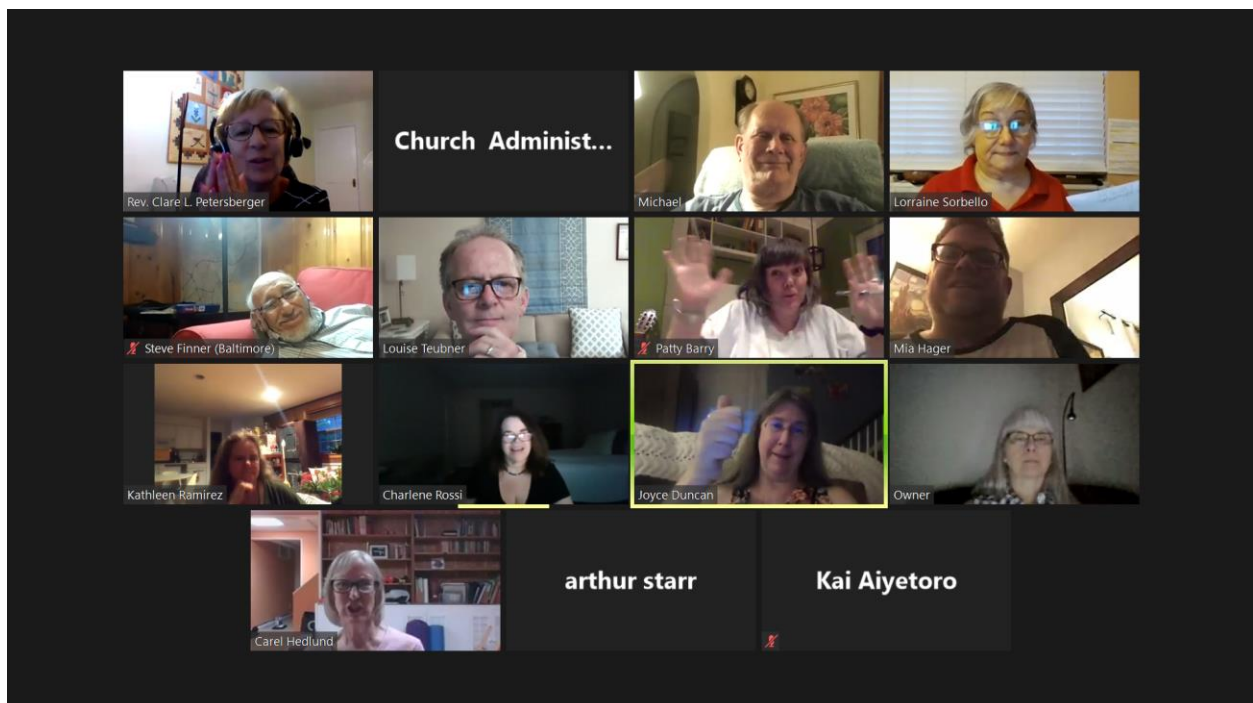 Church Administ...
Rev. Clare L. Petersberger
Michael
Lorraine Sorbello
Steve Finner (Baltimore)
Louise Teubner
Patty Barry
Mia Hager
Kathleen Ramírez
Charlene Rossi
Joyce Duncan
Owner
Carel Hedlund
arthur starr
Kai Aiyetoro